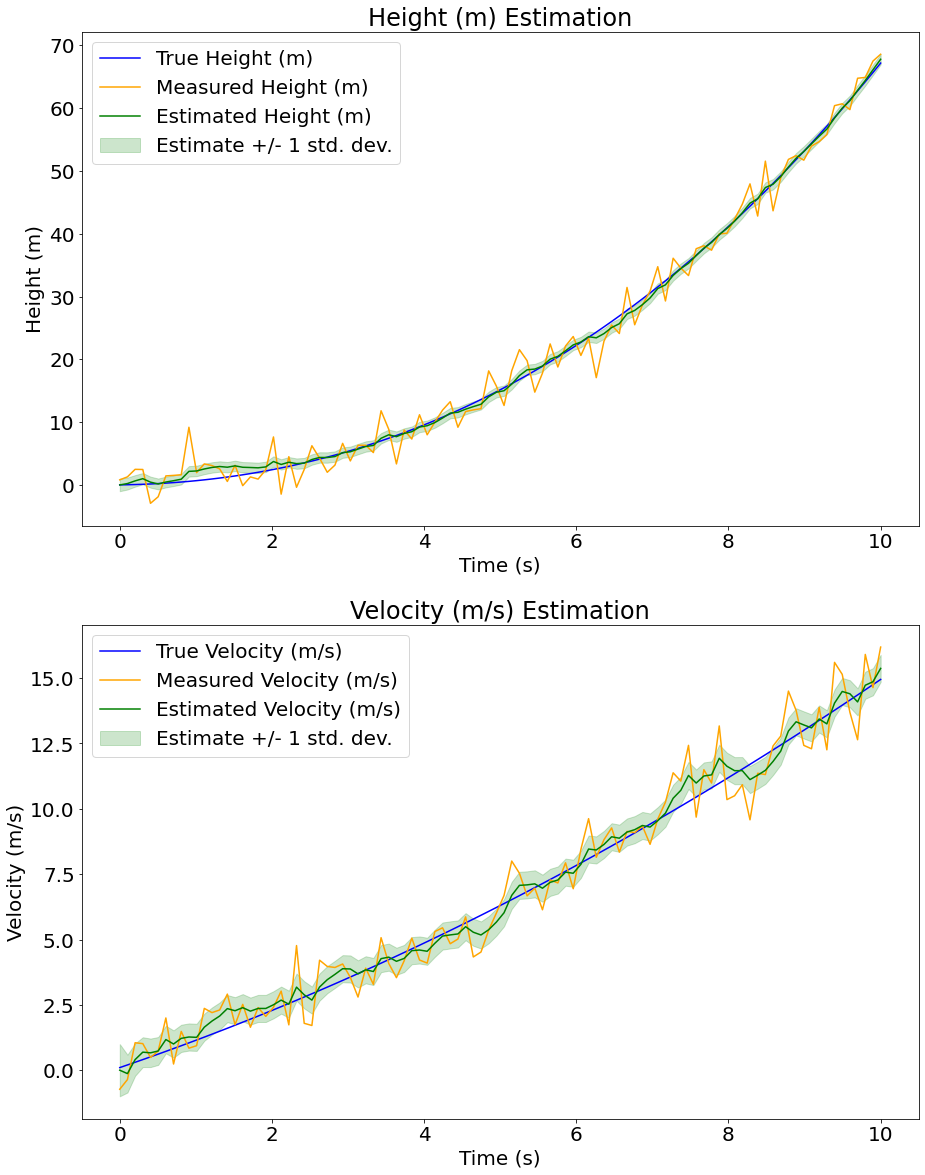 Height (m) Estimation
True Height (m)
Measured Height (m)
Estimated Height (m)
Estimate +/- 1 std. dev.
70
60
50
40
30
20
10
0
Height (m)
0 2 4 6 8 10
Time (s)
Velocity (m/s) Estimation
True Velocity (m/s)
Measured Velocity (m/s)
Estimated Velocity (m/s)
Estimate +/- 1 std. dev.
15.0
12.5
10.0
7.5
5.0
2.5
0.0
Velocity (m/s)
0 2 4 6 8 10
Time (s)